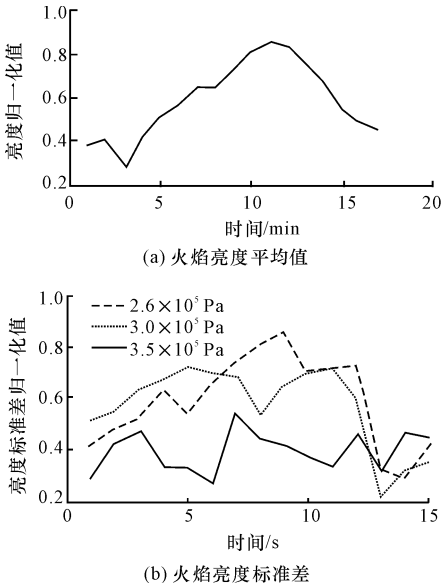 亮度归一化值
1.0
0.8
0.6
0.4
0.2
0
5
10
15
20
时间/min
(a) 火焰亮度平均值
亮度标准差归一化值
1.0
0.8
0.6
0.4
0.2
2.6×10⁵ Pa
3.0×10⁵ Pa
3.5×10⁵ Pa
0
5
10
15
时间/s
(b) 火焰亮度标准差